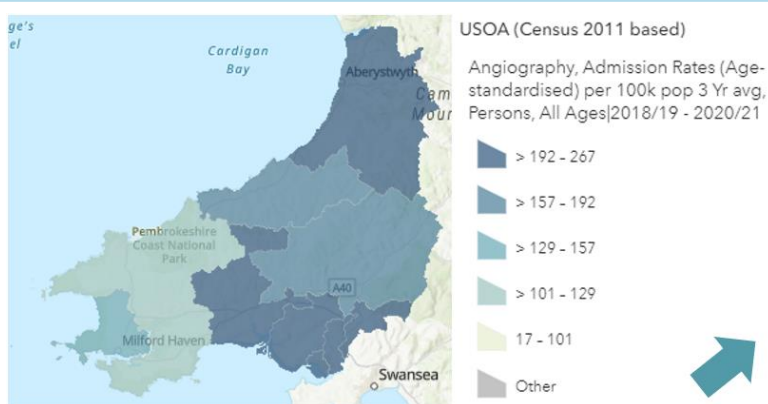 ge's
el
Cardigan
Bay
Aberystwyth
Cam
Mour
Pembrokeshire
Coast National
Park
A40
Milford Haven
Swansea
USOA (Census 2011 based)
Angiography, Admission Rates (Age-
standardised) per 100k pop 3 Yr avg,
Persons, All Ages|2018/19 - 2020/21
> 192 - 267
> 157 - 192
> 129 - 157
> 101 - 129
17 - 101
Other